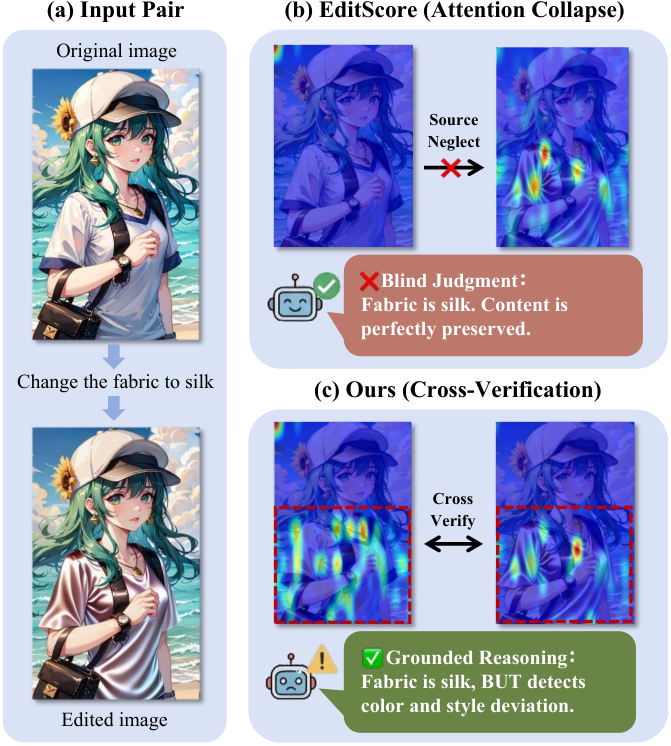 (a) Input Pair
Original image
Change the fabric to silk
Edited image
(b) EditScore (Attention Collapse)
Source
Neglect
Blind Judgment:
Fabric is silk. Content is
perfectly preserved.
(c) Ours (Cross-Verification)
Cross
Verify
Grounded Reasoning:
Fabric is silk, BUT detects
color and style deviation.